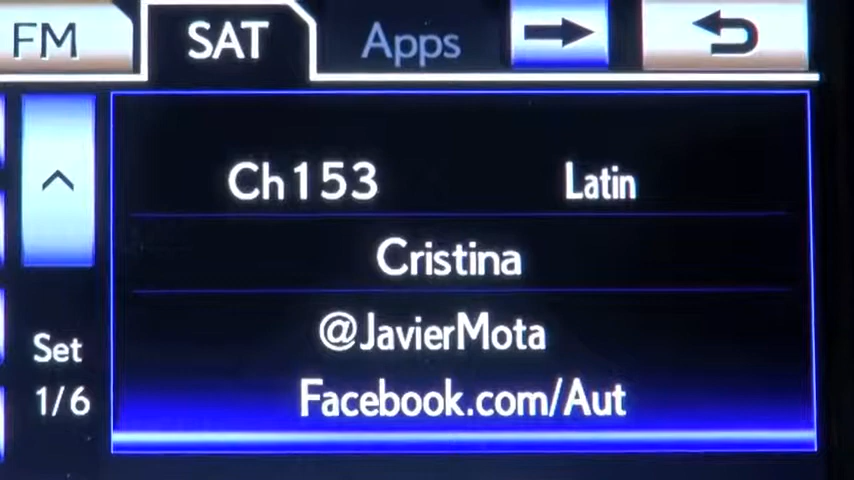 FM SAT Apps
Ch153 Latin
Cristina
@JavierMota
Set
Facebook.com/Aut
1/6